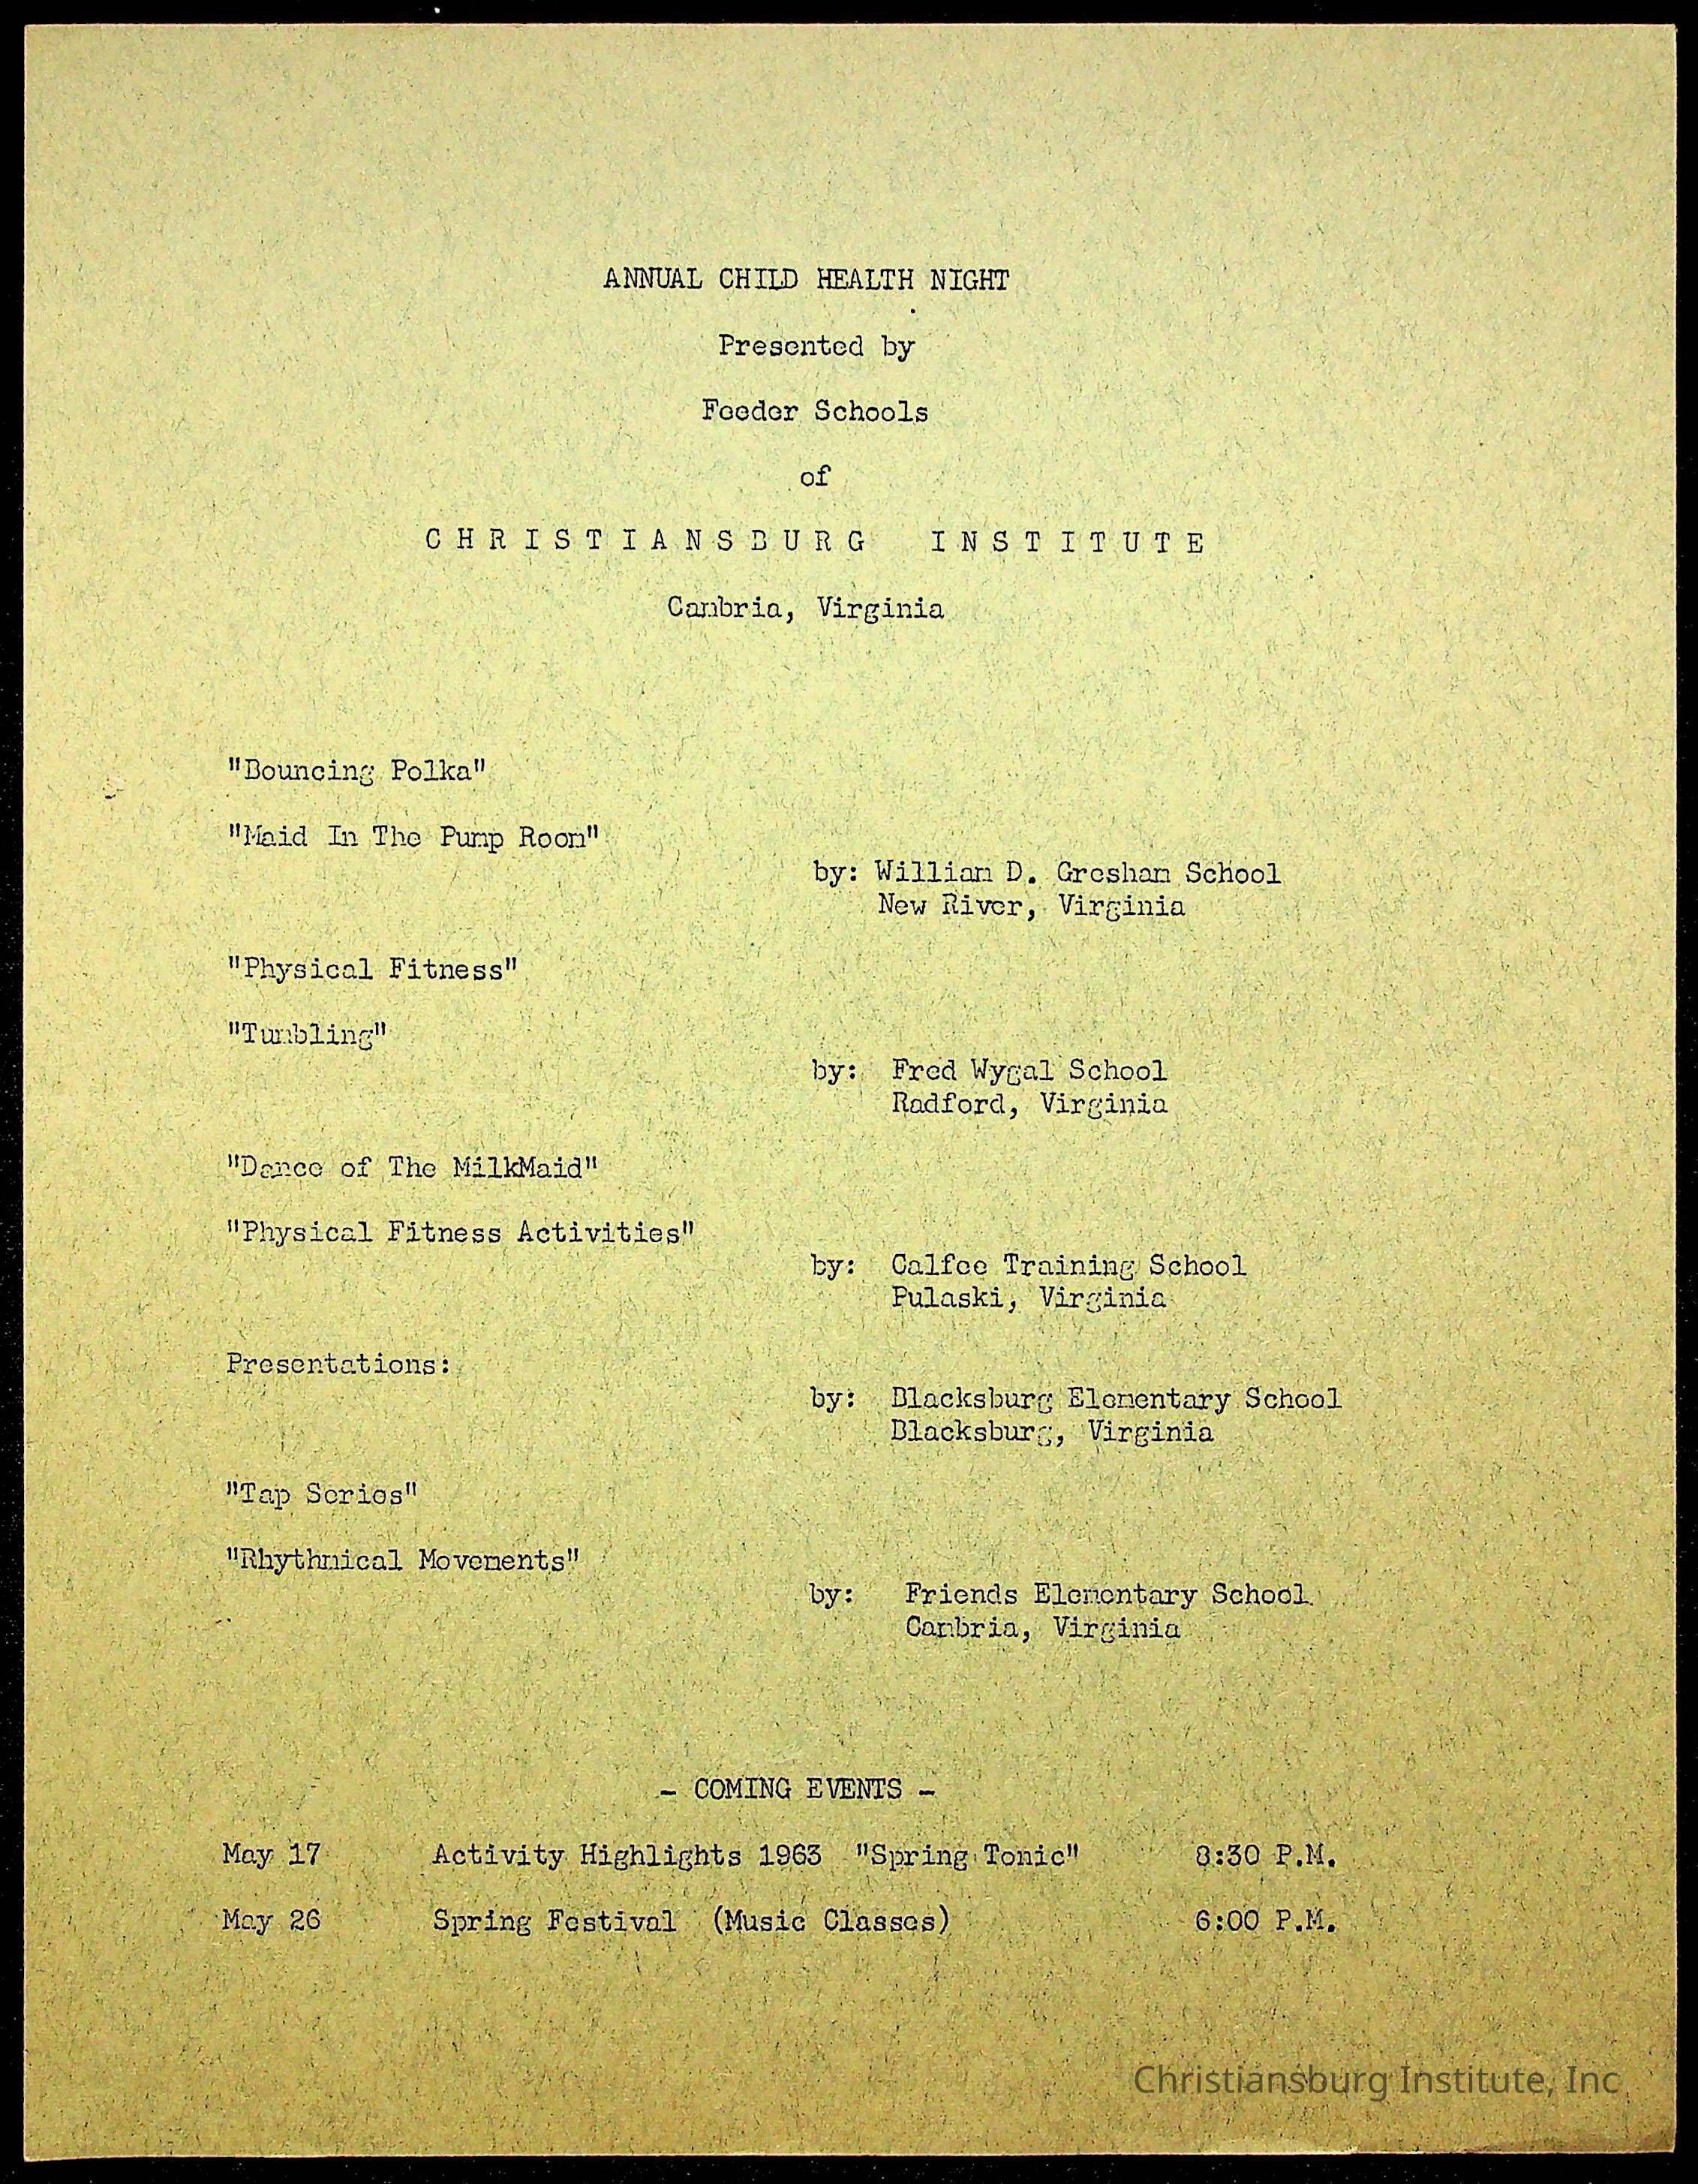 ANNUAL CHILD HEALTH NIGHT
Presented by
Feeder Schools
of
CHRISTIANSBURG INSTITUTE
Cambria, Virginia
"Bouncing Polka"
"Maid In The Pump Room"
by: William D. Gresham School
New River, Virginia
"Physical Fitness"
"Tumbling"
by: Fred Wygal School
Radford, Virginia
"Dance of The MilkMaid"
"Physical Fitness Activities"
by: Calfee Training School
Pulaski, Virginia
Presentations:
by: Blacksburg Elementary School
Blacksburg, Virginia
"Tap Series"
"Rhythmical Movements"
by: Friends Elementary School
Cambria, Virginia
- COMING EVENTS -
May 17 Activity Highlights 1963 "Spring Tonic" 8:30 P.M.
May 26 Spring Festival (Music Classes) 6:00 P.M.
Christiansburg Institute, Inc